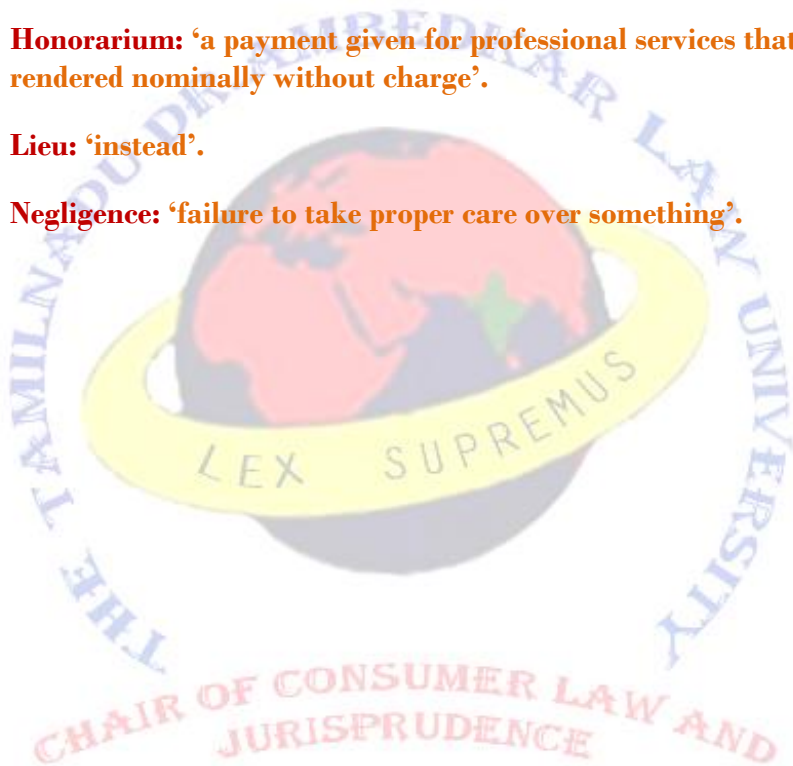 Honorarium: ‘a payment given for professional services that
rendered nominally without charge’.
Lieu: ‘instead’.
Negligence: ‘failure to take proper care over something’.
THE TAMILNADU DR. AMBEDKAR LAW UNIVERSITY
LEX SUPREMUS
CHAIR OF CONSUMER LAW AND
JURISPRUDENCE